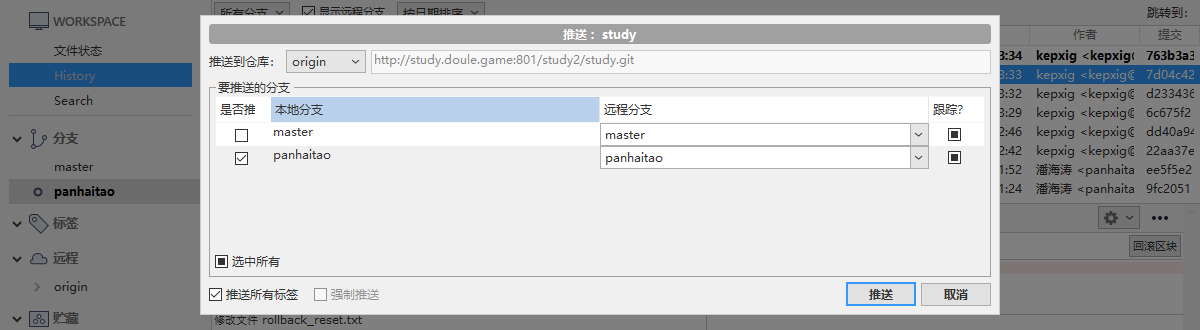 WORKSPACE
文件状态
History
Search
分支
master
panhaitao
标签
远程
origin
贮藏
所有分支
显示远程分支
按日期排序
跳转到：
推送：study
推送到仓库：
origin
http://study.doule.game:801/study2/study.git
要推送的分支
是否推 本地分支 远程分支 跟踪？
master master
panhaitao panhaitao
选中所有
推送所有标签 强制推送
推送 取消
作者 提交
3:34 kepxig <kepxig@ 763b3a3
3:33 kepxig <kepxig@ 7d04c42
3:32 kepxig <kepxig@ d233436
3:29 kepxig <kepxig@ 6c675f2
2:46 kepxig <kepxig@ dd40a94
2:42 kepxig <kepxig@ 22aa37e
1:52 潘海涛 <panhaita ee5f5e2
1:24 潘海涛 <panhaita 9fc2051
回滚区块
修改文件 rollback_reset.txt